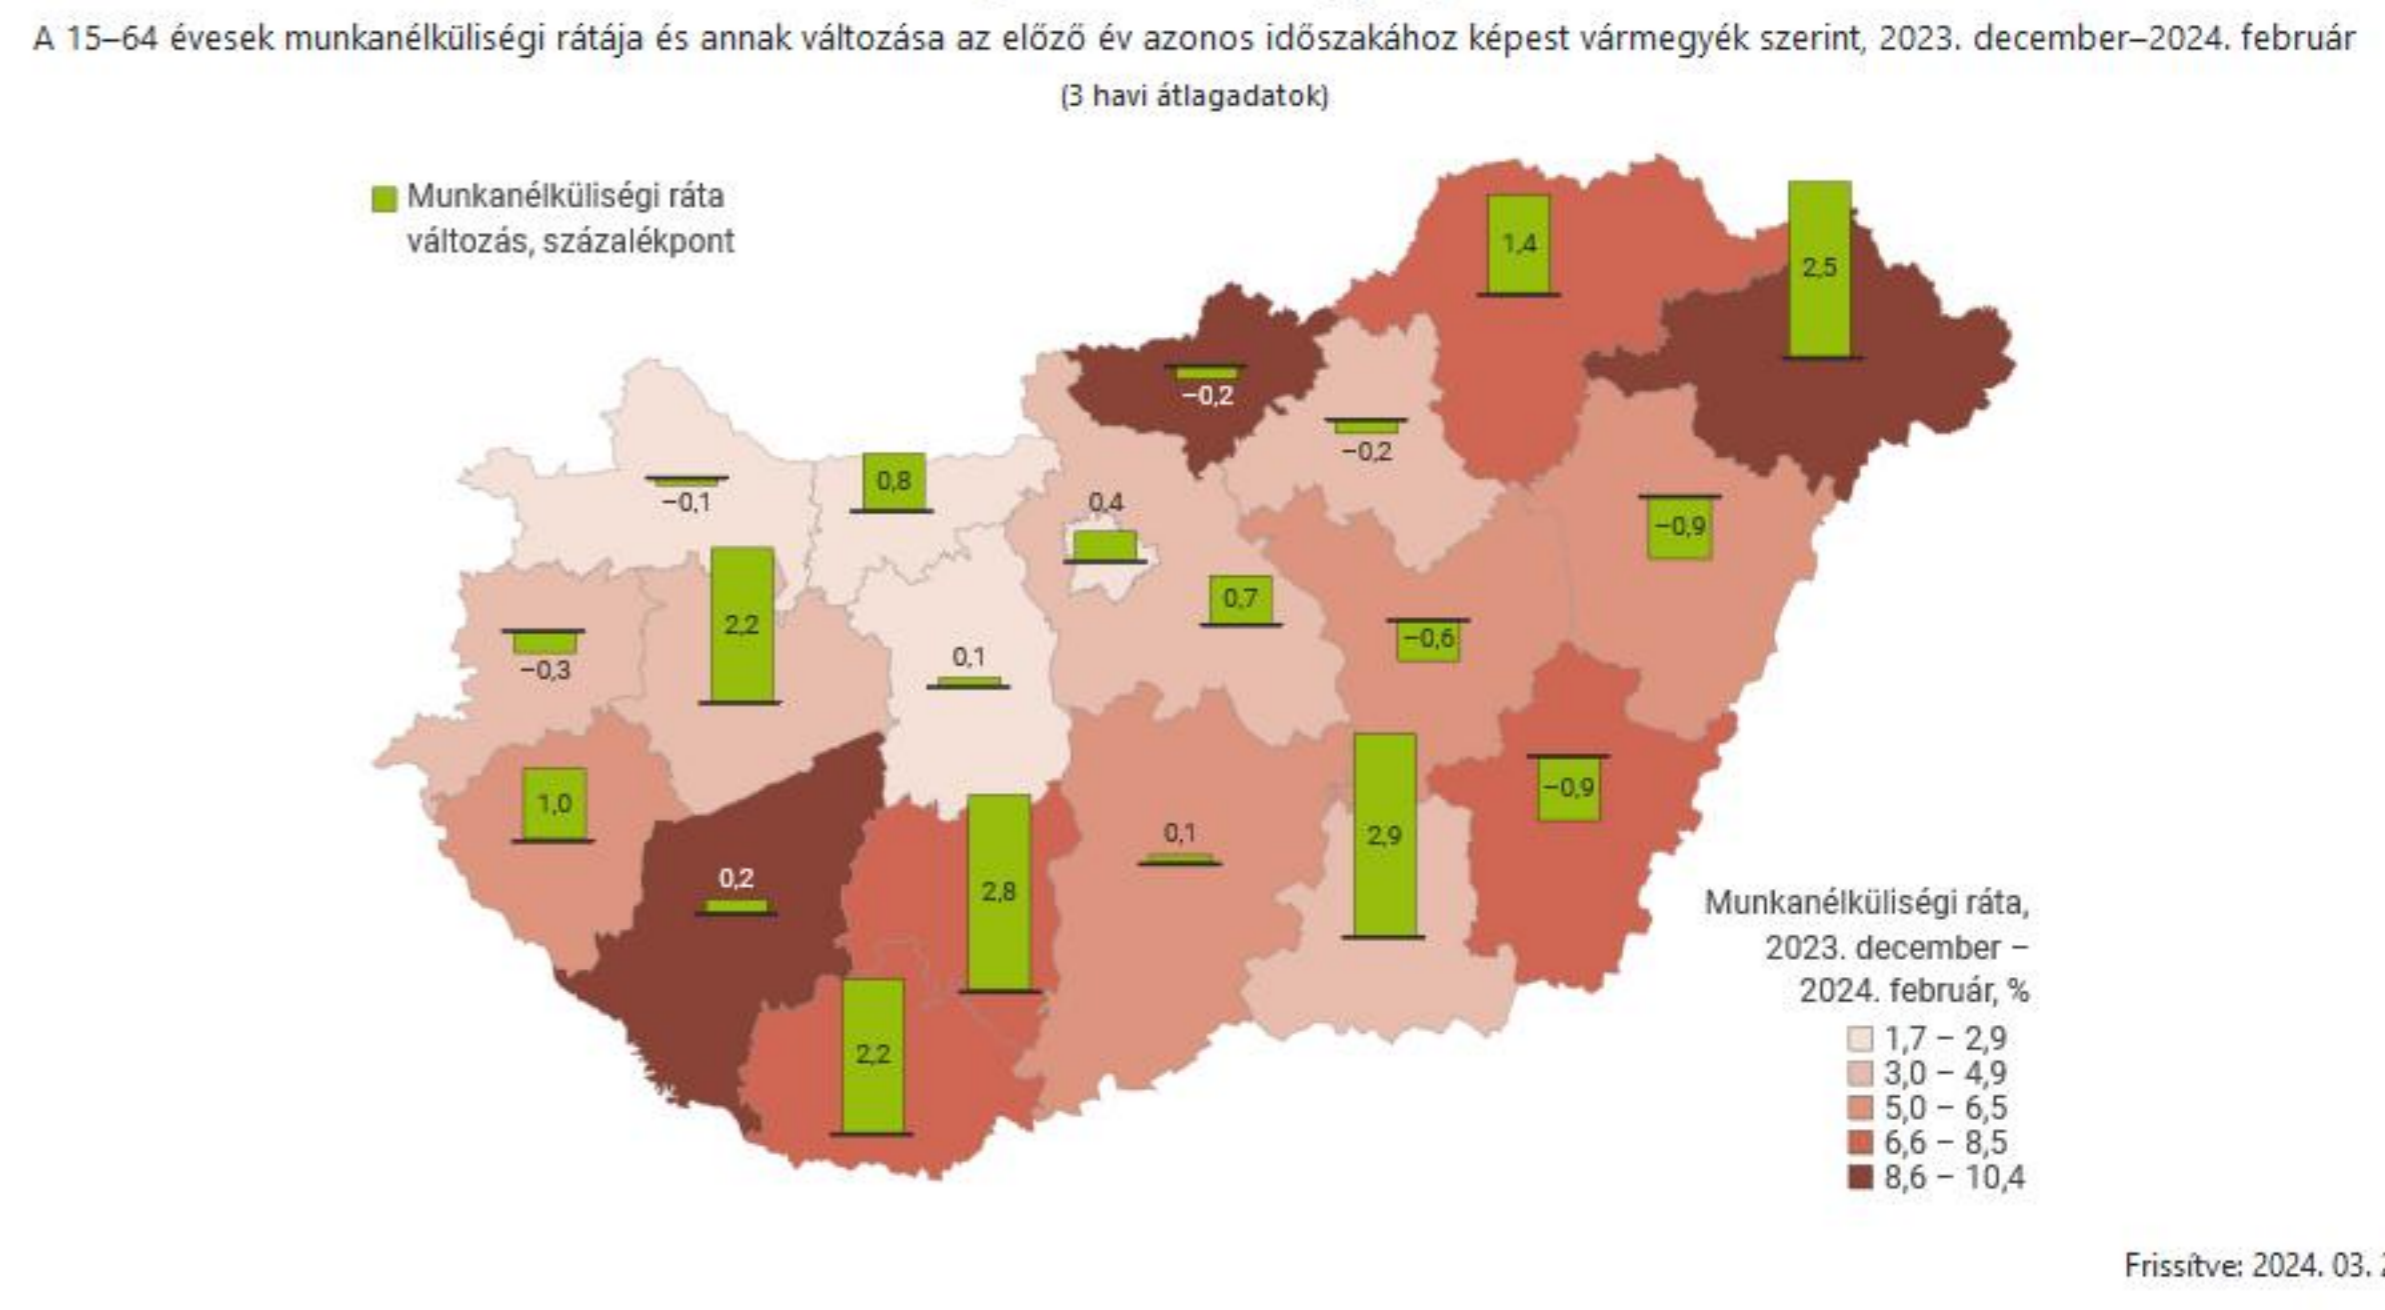 A 15–64 évesek munkanélküliségi rátája és annak változása az előző év azonos időszakához képest vármegyék szerint, 2023. december–2024. február
(3 havi átlagadatok)
Munkanélküliségi ráta
változás, százalékpont
1,4
2,5
−0,2
−0,2
−0,1
0,8
0,4
−0,9
0,7
2,2
−0,6
−0,3
0,1
1,0
−0,9
0,1
2,9
0,2
2,8
2,2
Munkanélküliségi ráta,
2023. december –
2024. február, %
1,7 – 2,9
3,0 – 4,9
5,0 – 6,5
6,6 – 8,5
8,6 – 10,4
Frissítve: 2024. 03.